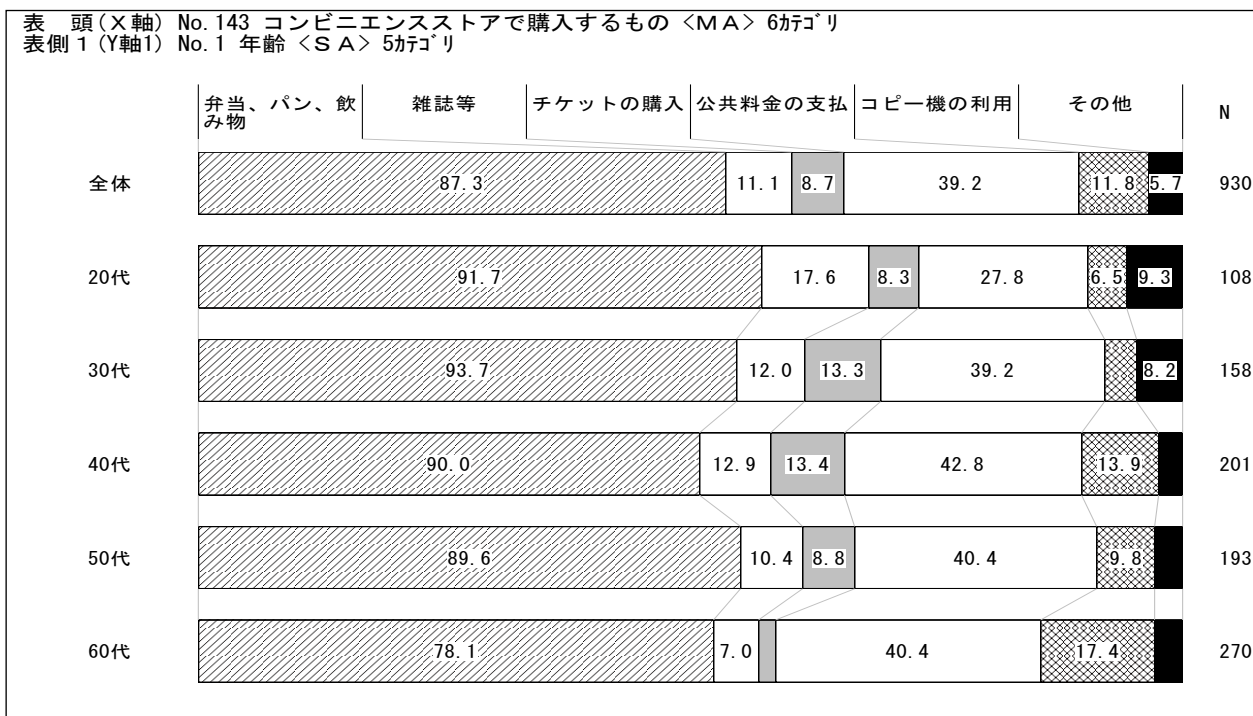 表　頭(Ｘ軸) No.143 コンビニエンスストアで購入するもの ＜ＭＡ＞ 6ｶﾃｺﾞﾘ
表側１(Y軸1) No.1 年齢 ＜ＳＡ＞ 5ｶﾃｺﾞﾘ
弁当、パン、飲み物 雑誌等 チケットの購入 公共料金の支払 コピー機の利用 その他 N
全体 87.3 11.1 8.7 39.2 11.8 5.7 930
20代 91.7 17.6 8.3 27.8 6.5 9.3 108
30代 93.7 12.0 13.3 39.2 8.2 158
40代 90.0 12.9 13.4 42.8 13.9 201
50代 89.6 10.4 8.8 40.4 9.8 193
60代 78.1 7.0 40.4 17.4 270